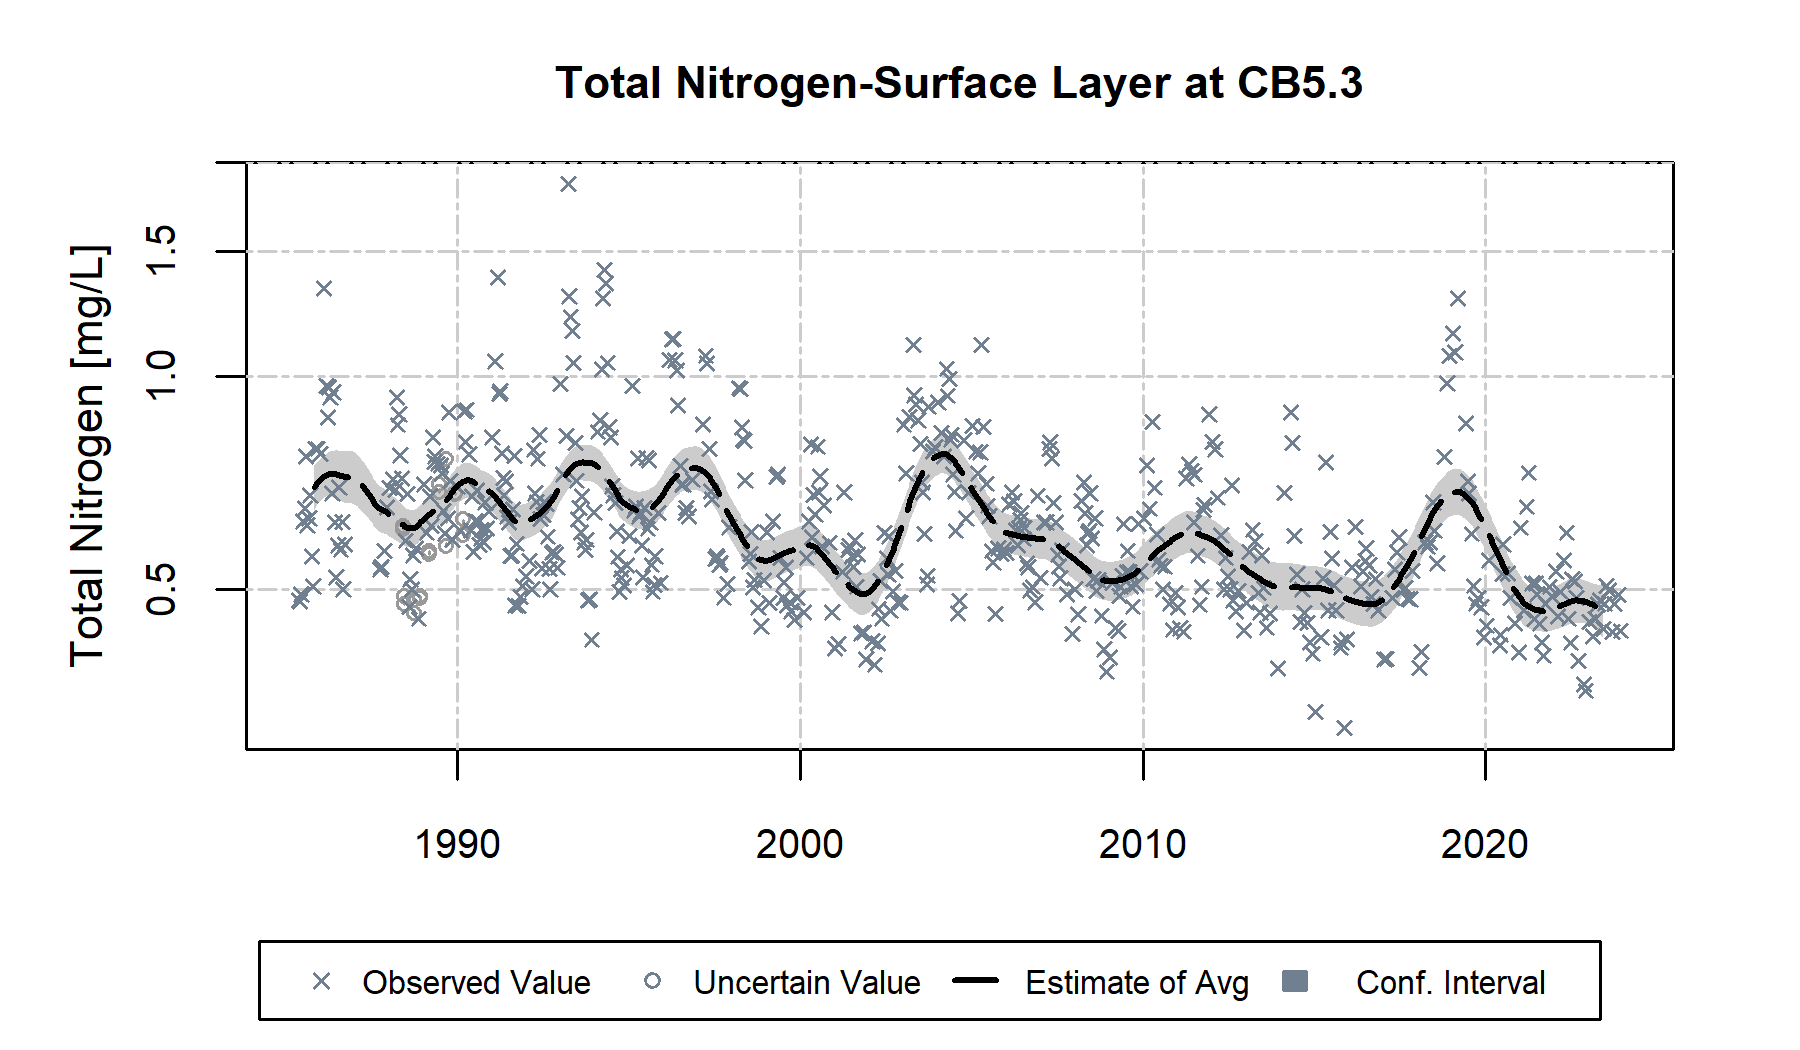 Total Nitrogen-Surface Layer at CB5.3
Total Nitrogen [mg/L]
1.5
1.0
0.5
1990 2000 2010 2020
Observed Value Uncertain Value Estimate of Avg Conf. Interval